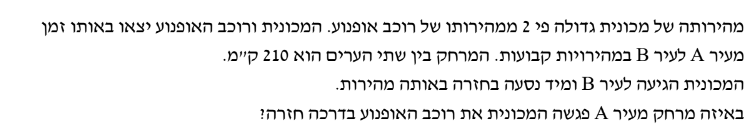 מהירותה של מכונית גדולה פי 2 ממהירותו של רוכב אופנוע. המכונית ורוכב האופנוע יצאו באותו זמן
מעיר A לעיר B במהירויות קבועות. המרחק בין שתי הערים הוא 210 ק״מ.
המכונית הגיעה לעיר B ומיד נסעה בחזרה באותה מהירות.
באיזה מרחק מעיר A פגשה המכונית את רוכב האופנוע בדרכה חזרה?